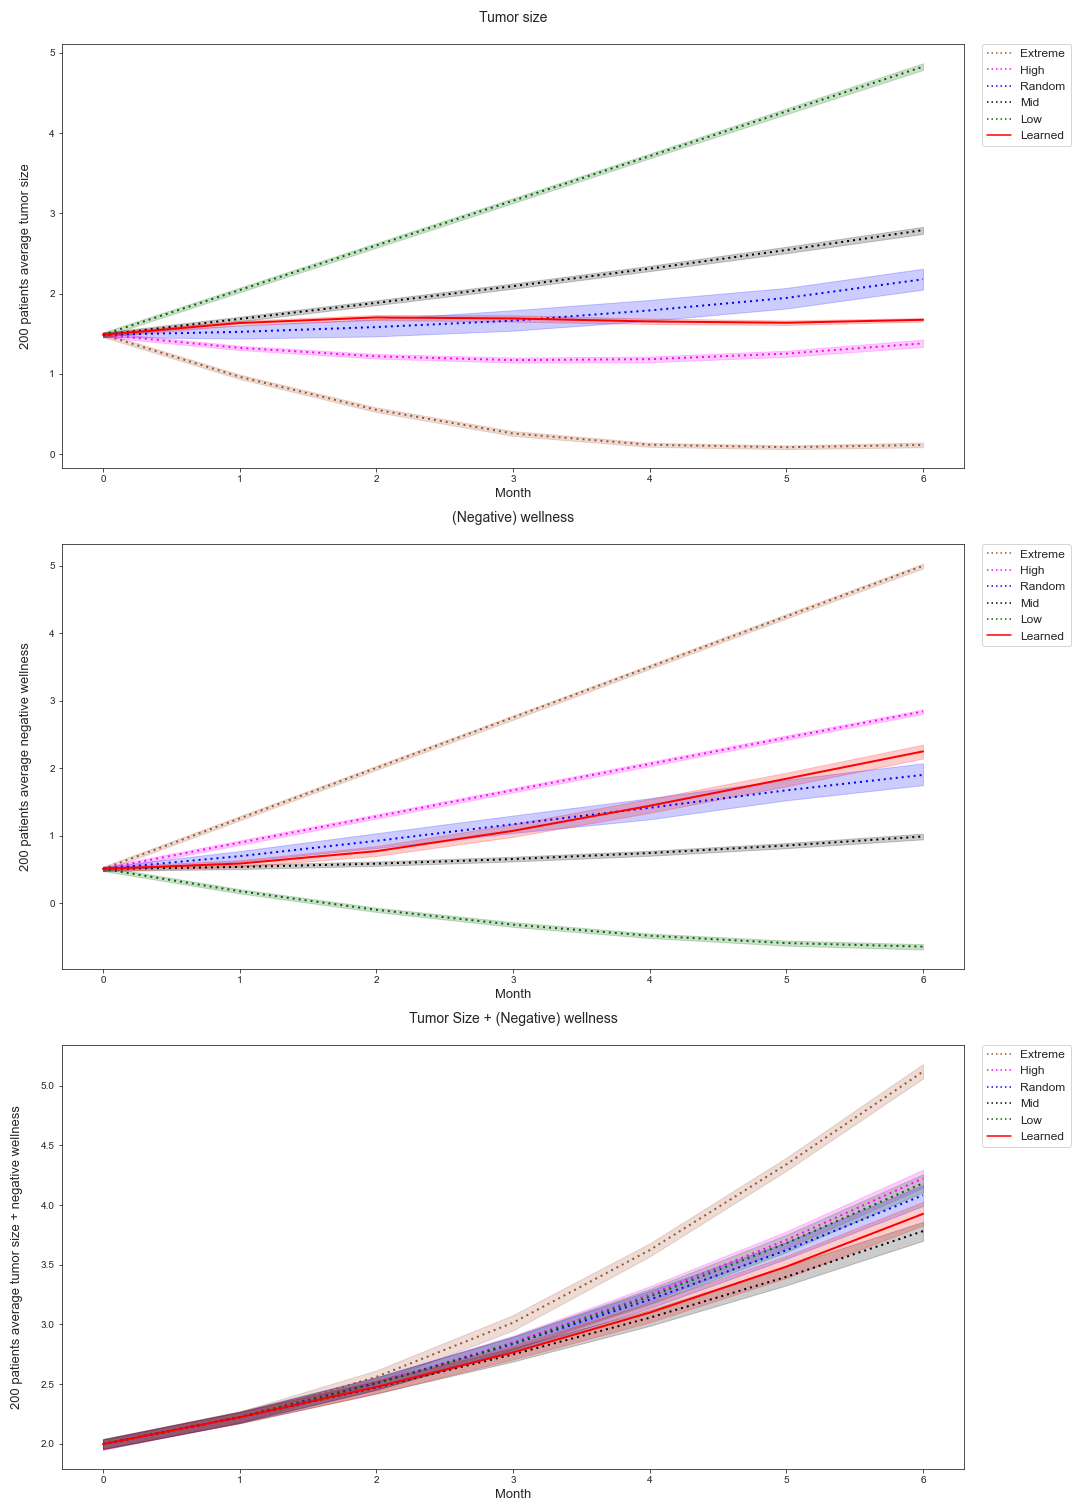 Tumor size
5
4
3
2
1
0
200 patients average tumor size
0 1 2 3 4 5 6
Month
Extreme
High
Random
Mid
Low
Learned
(Negative) wellness
5
4
3
2
1
0
200 patients average negative wellness
0 1 2 3 4 5 6
Month
Extreme
High
Random
Mid
Low
Learned
Tumor Size + (Negative) wellness
5.0
4.5
4.0
3.5
3.0
2.5
2.0
200 patients average tumor size + negative wellness
0 1 2 3 4 5 6
Month
Extreme
High
Random
Mid
Low
Learned